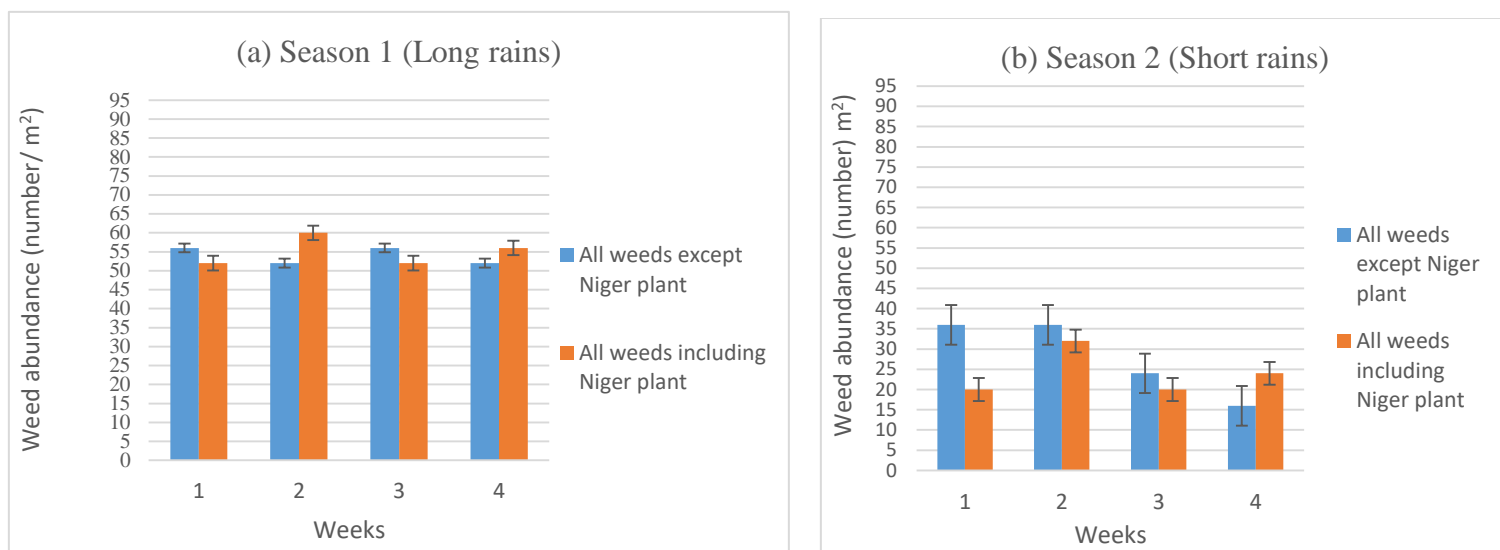 (a) Season 1 (Long rains)
Weed abundance (number/ m²)
95
90
85
80
75
70
65
60
55
50
45
40
35
30
25
20
15
10
5
0
1 2 3 4
Weeks
All weeds except
Niger plant
All weeds including
Niger plant
(b) Season 2 (Short rains)
Weed abundance (number) m²
95
90
85
80
75
70
65
60
55
50
45
40
35
30
25
20
15
10
5
0
1 2 3 4
Weeks
All weeds
except Niger
plant
All weeds
including
Niger plant